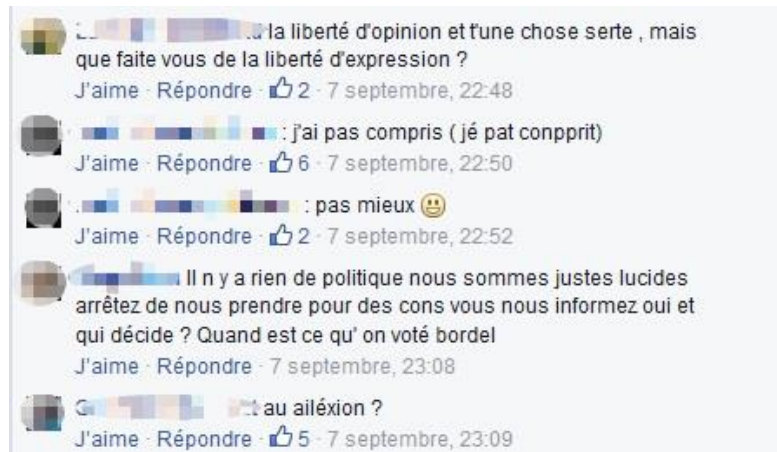 la liberté d'opinion et t'une chose serte , mais
que faite vous de la liberté d'expression ?
J'aime · Répondre · 2 · 7 septembre, 22:48
: j'ai pas compris ( jé pat conpprit)
J'aime · Répondre · 6 · 7 septembre, 22:50
: pas mieux 😃
J'aime · Répondre · 2 · 7 septembre, 22:52
Il n y a rien de politique nous sommes justes lucides
arrêtez de nous prendre pour des cons vous nous informez oui et
qui décide ? Quand est ce qu' on voté bordel
J'aime · Répondre · 7 septembre, 23:08
au ailéxion ?
J'aime · Répondre · 5 · 7 septembre, 23:09